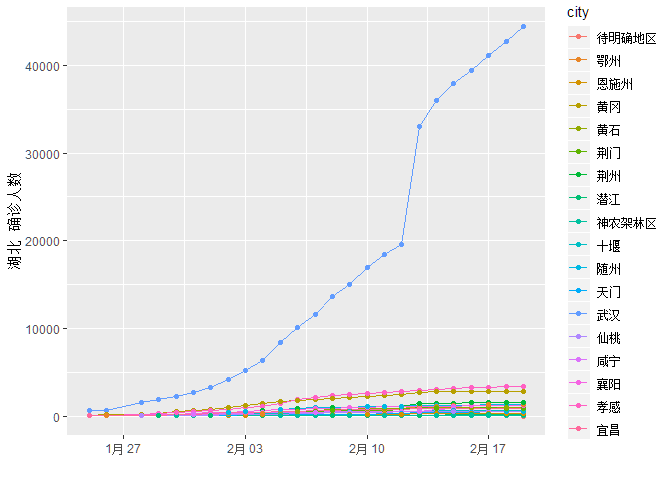 city
待明确地区
鄂州
恩施州
黄冈
黄石
荆门
荆州
潜江
神农架林区
十堰
随州
天门
武汉
仙桃
咸宁
襄阳
孝感
宜昌
湖北 确诊人数
40000
30000
20000
10000
0
1月 27
2月 03
2月 10
2月 17